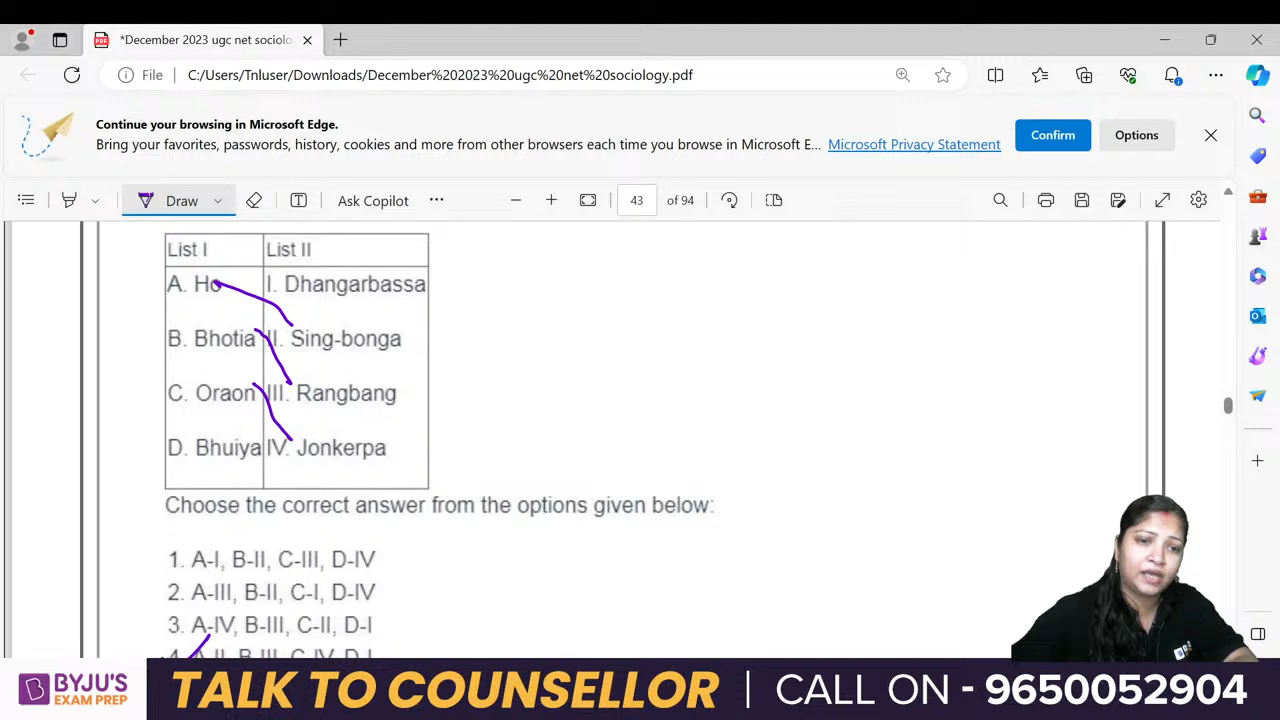 *December 2023 ugc net sociolo
File C:/Users/Tnluser/Downloads/December%202023%20ugc%20net%20sociology.pdf
Continue your browsing in Microsoft Edge.
Bring your favorites, passwords, history, cookies and more from other browsers each time you browse in Microsoft E... Microsoft Privacy Statement
Confirm
Options
Draw
Ask Copilot
43 of 94
List I List II
A. Ho I. Dhangarbassa
B. Bhotia II. Sing-bonga
C. Oraon III. Rangbang
D. Bhuiya IV. Jonkerpa
Choose the correct answer from the options given below:
1. A-I, B-II, C-III, D-IV
2. A-III, B-II, C-I, D-IV
3. A-IV, B-III, C-II, D-I
4. A-II, B-III, C-IV, D-I
BYJU'S
EXAM PREP
TALK TO COUNSELLOR | CALL ON - 9650052904